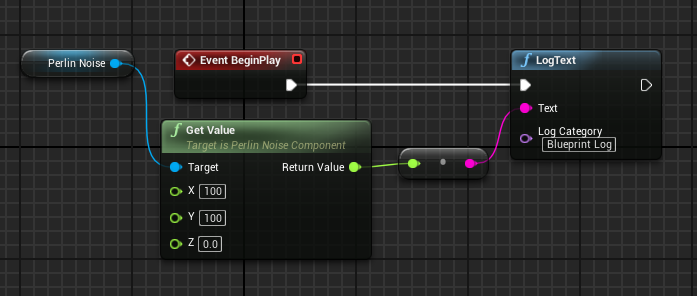 Perlin Noise
Event BeginPlay
f LogText
Text
Log Category
Blueprint Log
f Get Value
Target is Perlin Noise Component
Target Return Value
X 100
Y 100
Z 0.0